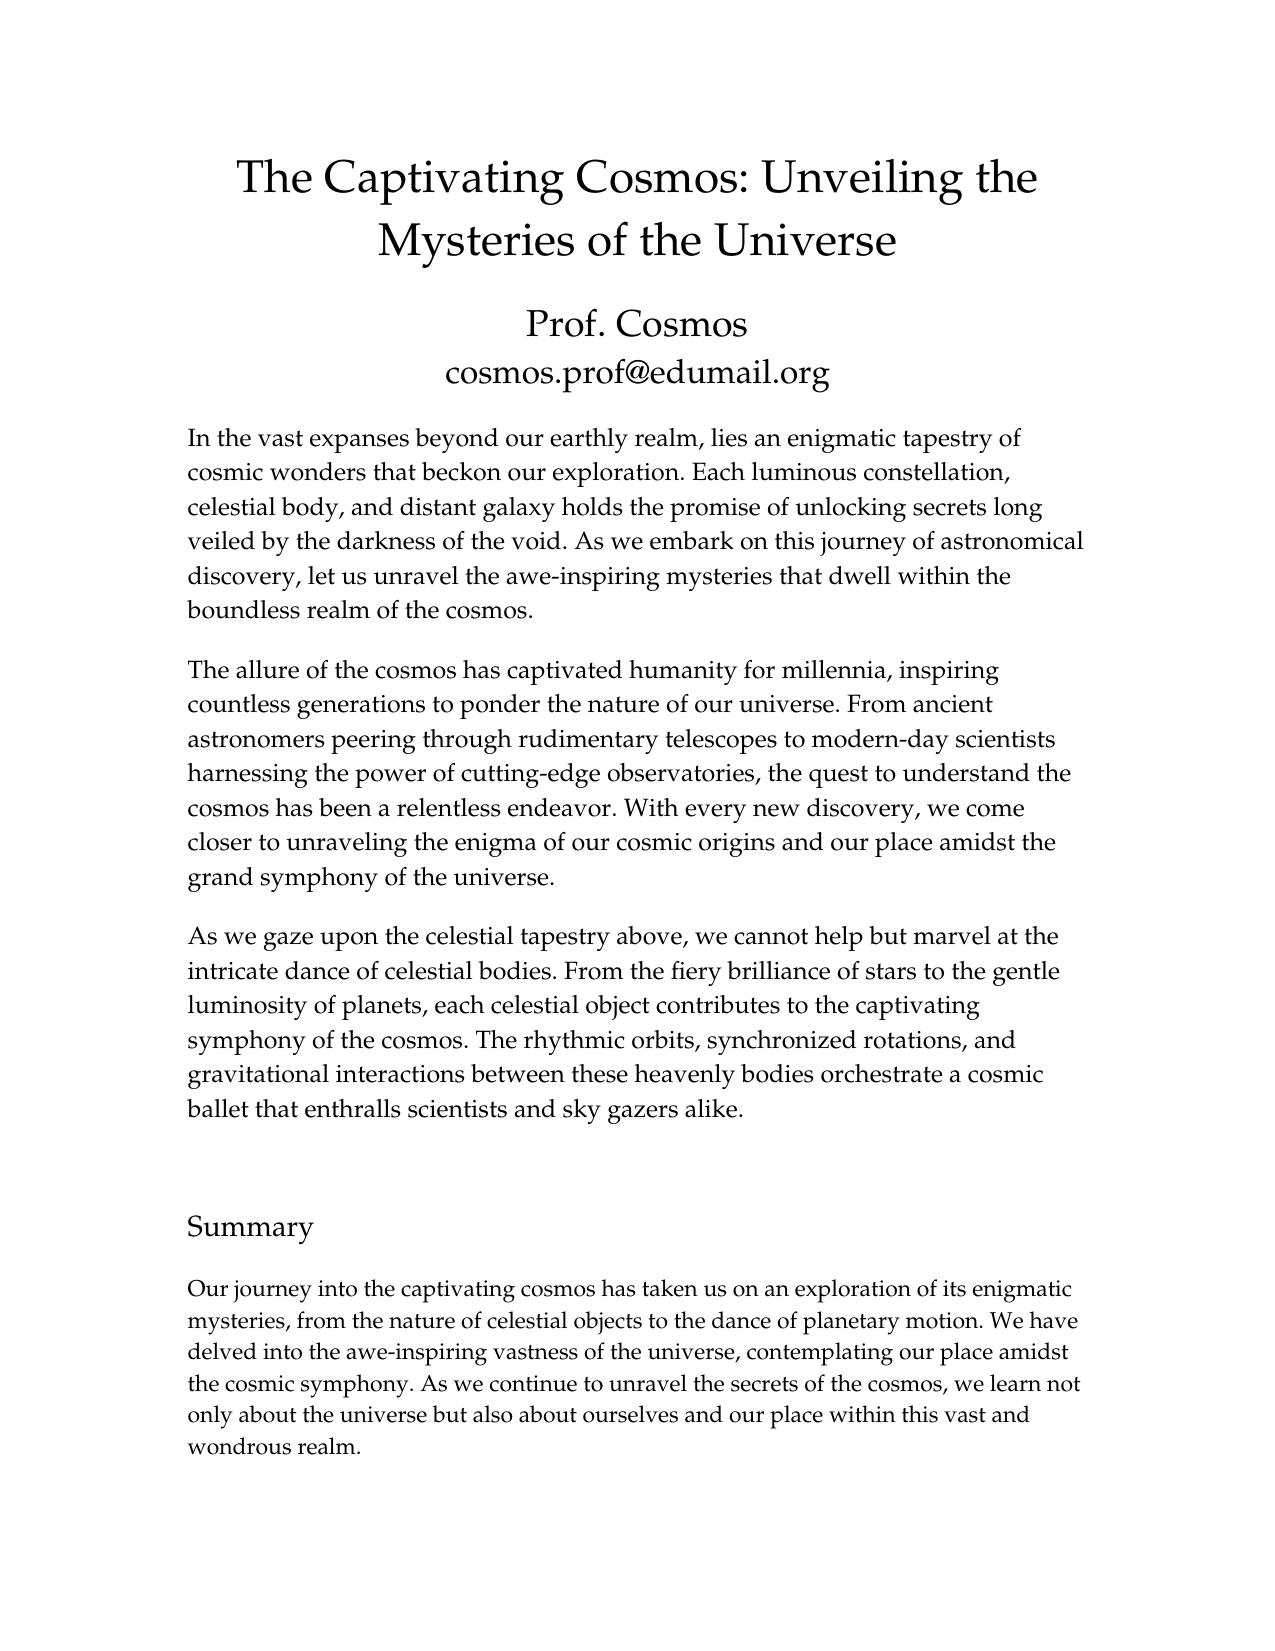 The Captivating Cosmos: Unveiling the
Mysteries of the Universe
Prof. Cosmos
cosmos.prof@edumail.org
In the vast expanses beyond our earthly realm, lies an enigmatic tapestry of
cosmic wonders that beckon our exploration. Each luminous constellation,
celestial body, and distant galaxy holds the promise of unlocking secrets long
veiled by the darkness of the void. As we embark on this journey of astronomical
discovery, let us unravel the awe-inspiring mysteries that dwell within the
boundless realm of the cosmos.
The allure of the cosmos has captivated humanity for millennia, inspiring
countless generations to ponder the nature of our universe. From ancient
astronomers peering through rudimentary telescopes to modern-day scientists
harnessing the power of cutting-edge observatories, the quest to understand the
cosmos has been a relentless endeavor. With every new discovery, we come
closer to unraveling the enigma of our cosmic origins and our place amidst the
grand symphony of the universe.
As we gaze upon the celestial tapestry above, we cannot help but marvel at the
intricate dance of celestial bodies. From the fiery brilliance of stars to the gentle
luminosity of planets, each celestial object contributes to the captivating
symphony of the cosmos. The rhythmic orbits, synchronized rotations, and
gravitational interactions between these heavenly bodies orchestrate a cosmic
ballet that enthralls scientists and sky gazers alike.
Summary
Our journey into the captivating cosmos has taken us on an exploration of its enigmatic
mysteries, from the nature of celestial objects to the dance of planetary motion. We have
delved into the awe-inspiring vastness of the universe, contemplating our place amidst
the cosmic symphony. As we continue to unravel the secrets of the cosmos, we learn not
only about the universe but also about ourselves and our place within this vast and
wondrous realm.